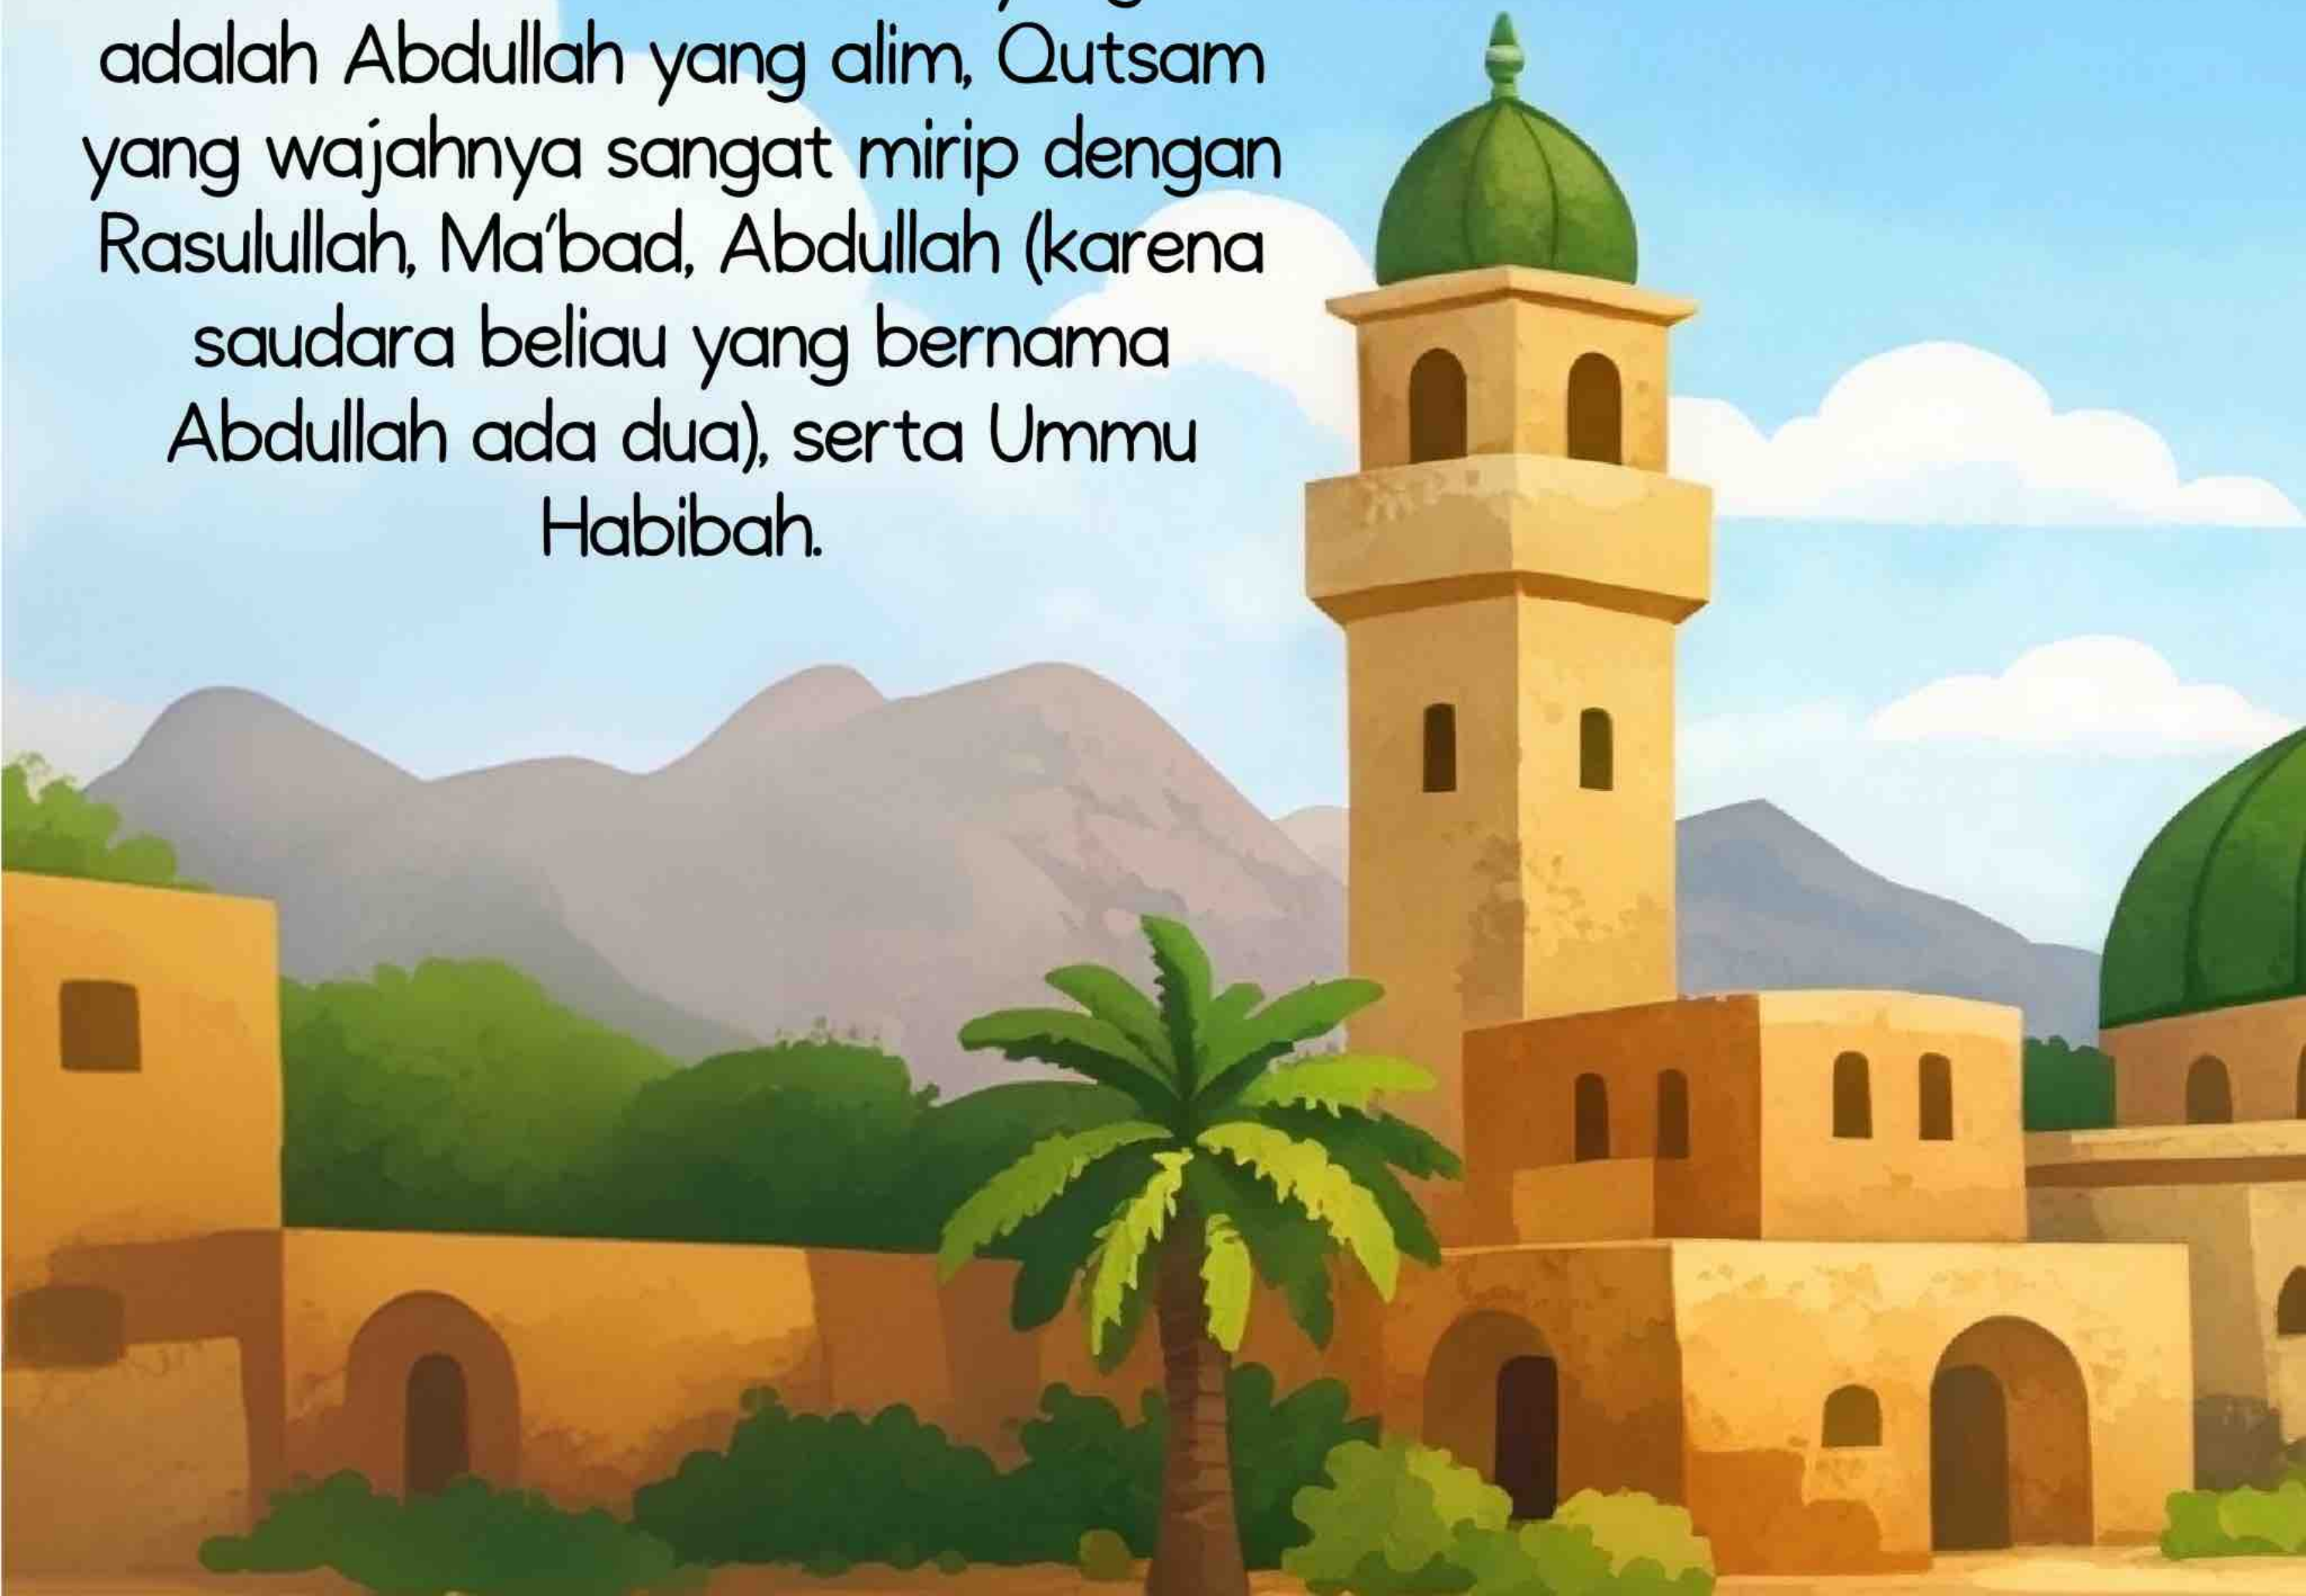 adalah Abdullah yang alim, Qutsam
yang wajahnya sangat mirip dengan
Rasulullah, Ma'bad, Abdullah (karena
saudara beliau yang bernama
Abdullah ada dua), serta Ummu
Habibah.